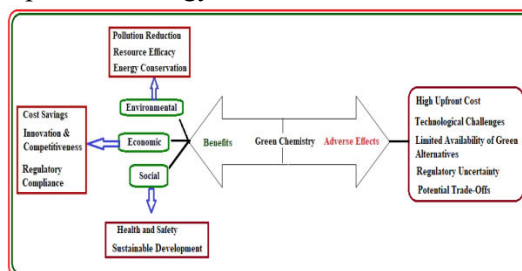 Pollution Reduction
Resource Efficacy
Energy Conservation
Environmental
Cost Savings
Innovation &
Competitiveness
Regulatory
Compliance
Economic
Social
Health and Safety
Sustainable Development
Benefits
Green Chemistry
Adverse Effects
High Upfront Cost
Technological Challenges
Limited Availability of Green
Alternatives
Regulatory Uncertainty
Potential Trade-Offs